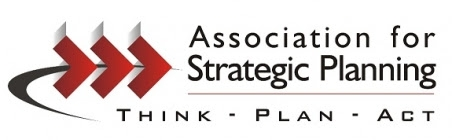 Association for
Strategic Planning
THINK - PLAN - ACT